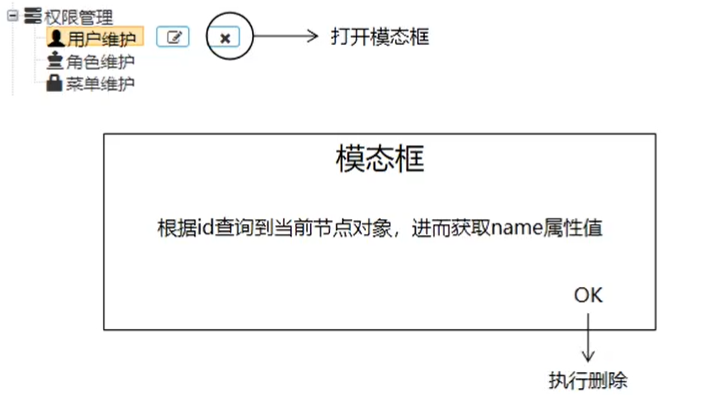 权限管理
用户维护
打开模态框
角色维护
菜单维护
模态框
根据id查询到当前节点对象，进而获取name属性值
OK
执行删除